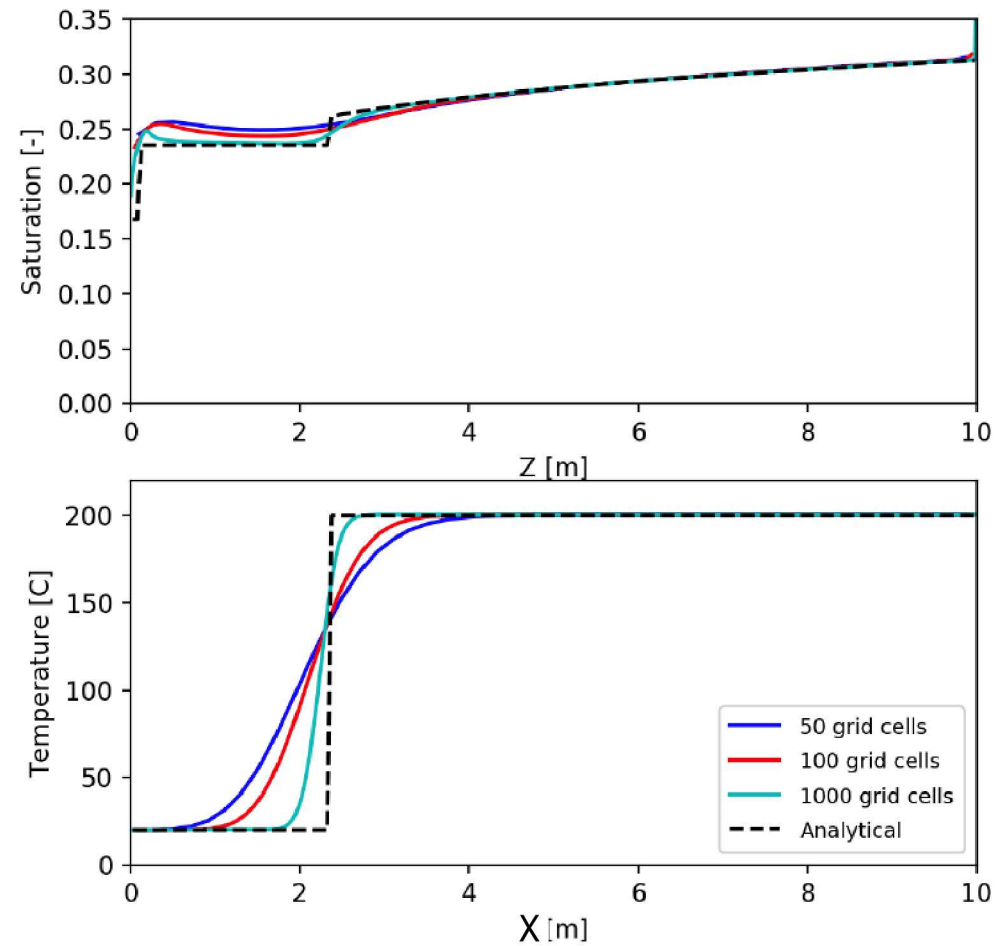 0.35
0.30
0.25
0.20
0.15
0.10
0.05
0.00
Saturation [-]
0 2 4 6 8 10
Z [m]
200
150
100
50
0
Temperature [C]
50 grid cells
100 grid cells
1000 grid cells
Analytical
0 2 4 6 8 10
X [m]